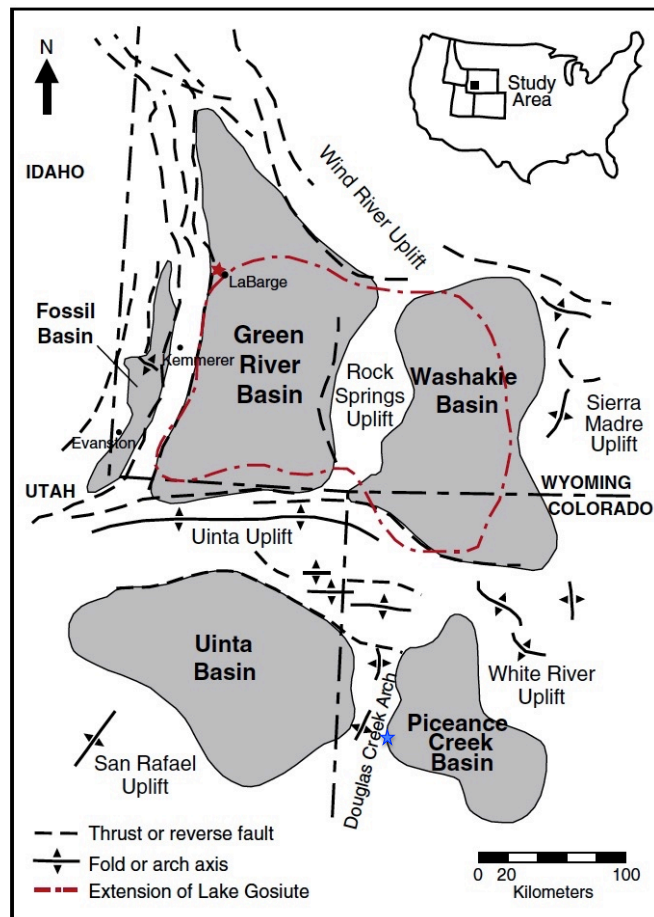 N
Study
Area
IDAHO
Wind River Uplift
LaBarge
Fossil
Basin
Kemmerer
Green
River
Basin
Rock
Springs
Uplift
Washakie
Basin
Sierra
Madre
Uplift
Evanston
UTAH
WYOMING
COLORADO
Uinta Uplift
Uinta
Basin
White River
Uplift
Douglas Creek Arch
Piceance
Creek
Basin
San Rafael
Uplift
Thrust or reverse fault
Fold or arch axis
Extension of Lake Gosiute
0 20 100
Kilometers